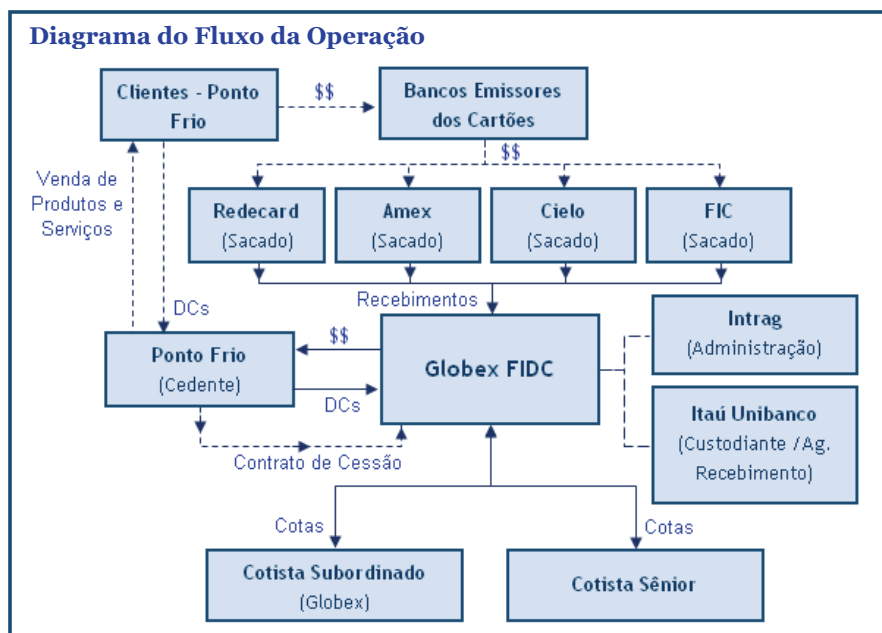 Diagrama do Fluxo da Operação
Clientes - Ponto
Frio
$$
Bancos Emissores
dos Cartões
$$
Venda de
Produtos e
Serviços
Redecard
(Sacado)
Amex
(Sacado)
Cielo
(Sacado)
FIC
(Sacado)
DCs
Recebimentos
Ponto Frio
(Cedente)
$$
DCs
Globex FIDC
Intrag
(Administração)
Itaú Unibanco
(Custodiante /Ag.
Recebimento)
Contrato de Cessão
Cotas
Cotas
Cotista Subordinado
(Globex)
Cotista Sênior